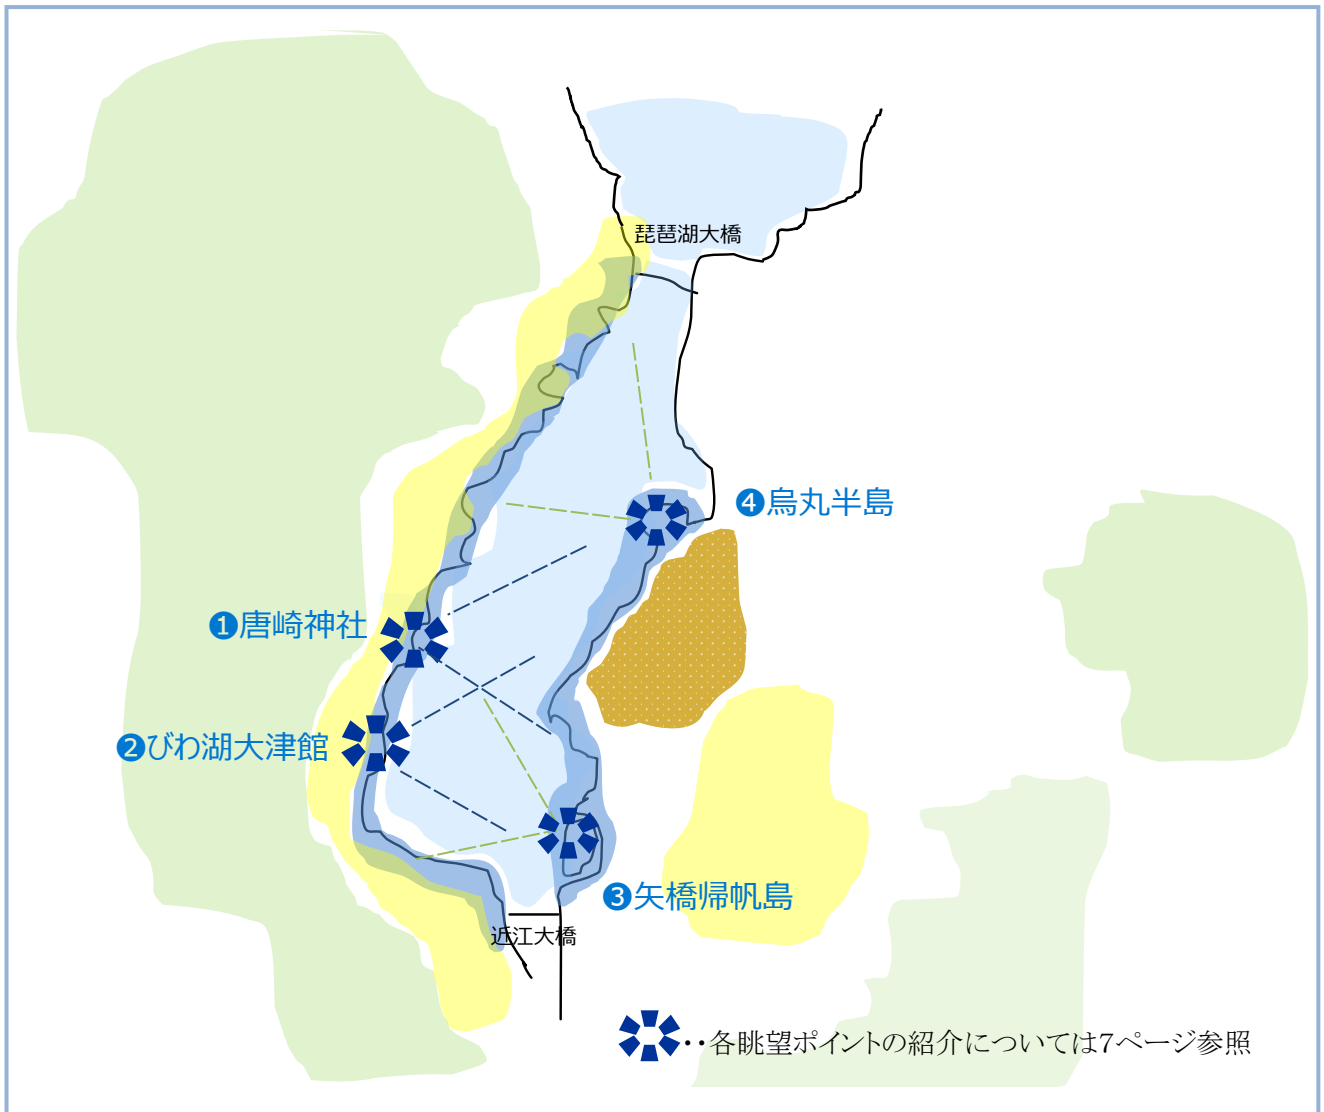 琵琶湖大橋
❹烏丸半島
❶唐崎神社
❷びわ湖大津館
❸矢橋帰帆島
近江大橋
‥各眺望ポイントの紹介については7ページ参照